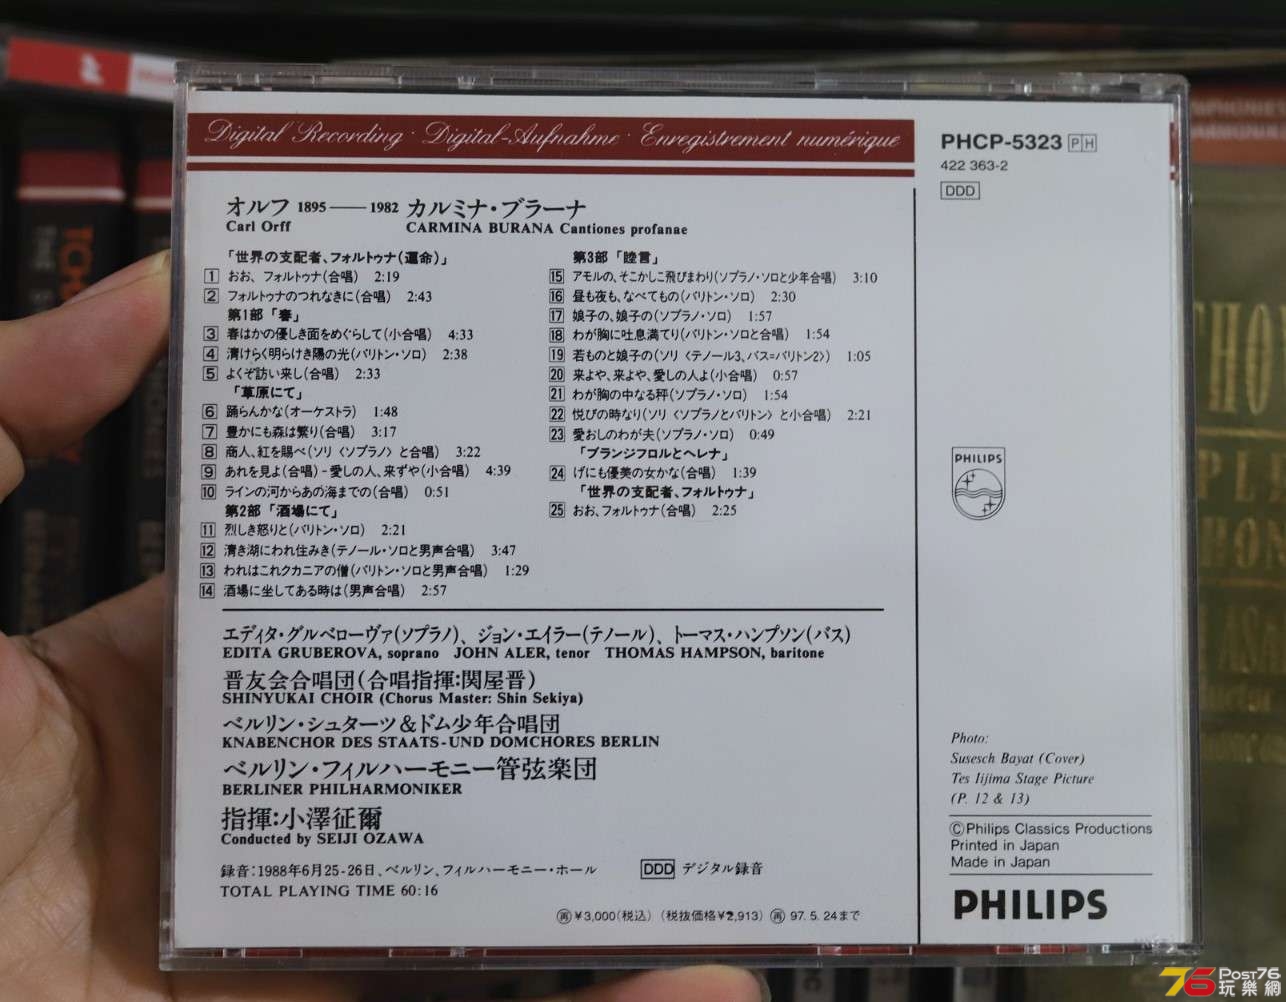 Digital Recording · Digital-Aufnahme · Enregistrement numérique
オルフ 1895——1982 カルミナ・ブラーナ
Carl Orff CARMINA BURANA Cantiones profanae
「世界の支配者、フォルトゥナ(運命)」
1 おお、フォルトゥナ(合唱) 2:19
2 フォルトゥナのつれなきに(合唱) 2:43
第1部「春」
3 春はかの優しき面をめぐらして(小合唱) 4:33
4 清けらく明らけき陽の光(バリトン・ソロ) 2:38
5 よくぞ訪い来し(合唱) 2:33
「草原にて」
6 踊らんかな(オーケストラ) 1:48
7 豊かにも森は繁り(合唱) 3:17
8 商人、紅を賜べ(ソリ〈ソプラノ〉と合唱) 3:22
9 あれを見よ(合唱)-愛しの人、来ずや(小合唱) 4:39
10 ラインの河からあの海までの(合唱) 0:51
第2部「酒場にて」
11 烈しき怒りと(バリトン・ソロ) 2:21
12 清き湖にわれ住みき(テノール・ソロと男声合唱) 3:47
13 われはこれクカニアの僧(バリトン・ソロと男声合唱) 1:29
14 酒場に坐してある時は(男声合唱) 2:57
第3部「睦言」
15 アモルの、そこかしこ飛びまわり(ソプラノ・ソロと少年合唱) 3:10
16 昼も夜も、なべてもの(バリトン・ソロ) 2:30
17 娘子の、娘子の(ソプラノ・ソロ) 1:57
18 わが胸に吐息満てり(バリトン・ソロと合唱) 1:54
19 若ものと娘子の(ソリ〈テノール3、バス=バリトン2〉) 1:05
20 来よや、来よや、愛しの人よ(小合唱) 0:57
21 わが胸の中なる秤(ソプラノ・ソロ) 1:54
22 悦びの時なり(ソリ〈ソプラノとバリトン〉と小合唱) 2:21
23 愛おしのわが夫(ソプラノ・ソロ) 0:49
「ブランジフロルとヘレナ」
24 げにも優美の女かな(合唱) 1:39
「世界の支配者、フォルトゥナ」
25 おお、フォルトゥナ(合唱) 2:25
エディタ・グルベローヴァ(ソプラノ)、ジョン・エイラー(テノール)、トーマス・ハンプソン(バス)
EDITA GRUBEROVA, soprano JOHN ALER, tenor THOMAS HAMPSON, baritone
晋友会合唱団(合唱指揮:関屋晋)
SHINYUKAI CHOIR (Chorus Master: Shin Sekiya)
ベルリン・シュターツ&ドム少年合唱団
KNABENCHOR DES STAATS-UND DOMCHORES BERLIN
ベルリン・フィルハーモニー管弦楽団
BERLINER PHILHARMONIKER
指揮:小澤征爾
Conducted by SEIJI OZAWA
録音:1988年6月25-26日、ベルリン、フィルハーモニー・ホール DDD デジタル録音
TOTAL PLAYING TIME 60:16
再 ¥3,000(税込) (税抜価格¥2,913) 再 97.5.24まで
PHCP-5323 PH
422 363-2
DDD
PHILIPS
Photo:
Susesch Bayat (Cover)
Tes Iijima Stage Picture
(P. 12 & 13)
©Philips Classics Productions
Printed in Japan
Made in Japan
PHILIPS
76 Post76
玩樂網